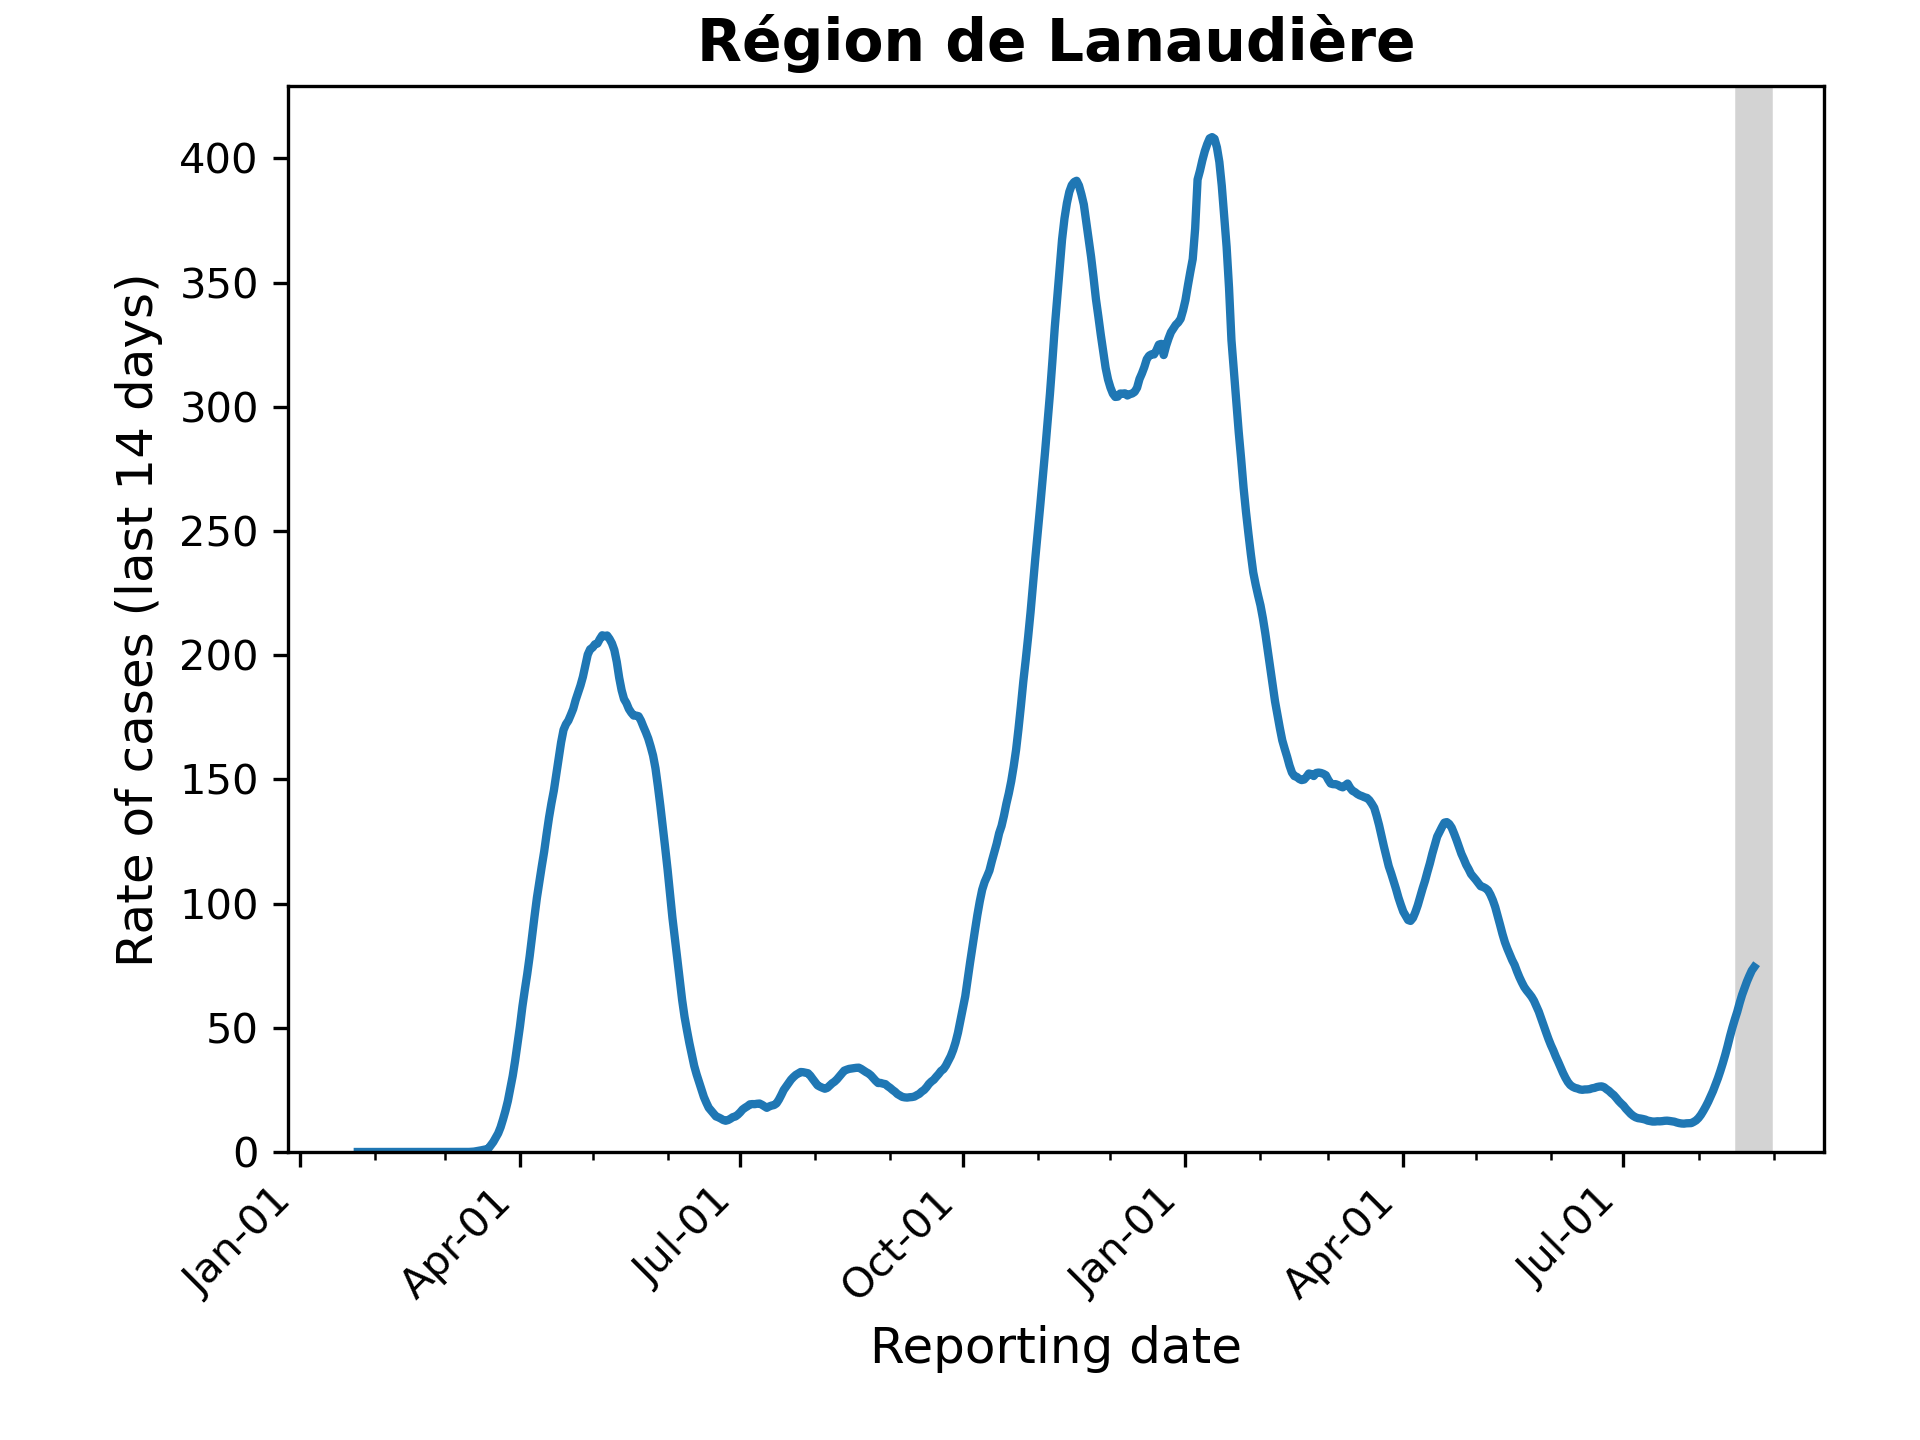 Région de Lanaudière
Rate of cases (last 14 days)
400
350
300
250
200
150
100
50
0
Jan-01
Apr-01
Jul-01
Oct-01
Jan-01
Apr-01
Jul-01
Reporting date